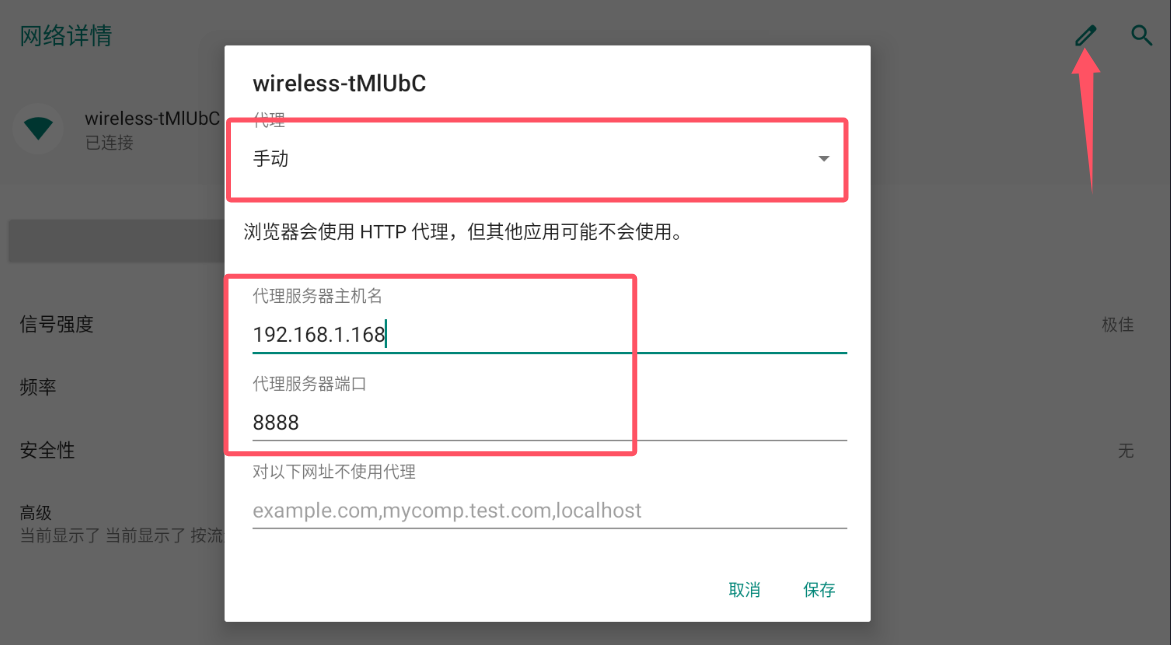 网络详情
wireless-tMlUbC
wireless-tMlUbC
已连接
代理
手动
浏览器会使用 HTTP 代理，但其他应用可能不会使用。
代理服务器主机名
192.168.1.168
信号强度
极佳
代理服务器端口
频率
8888
安全性
无
对以下网址不使用代理
example.com,mycomp.test.com,localhost
高级
当前显示了 当前显示了 按流
取消
保存